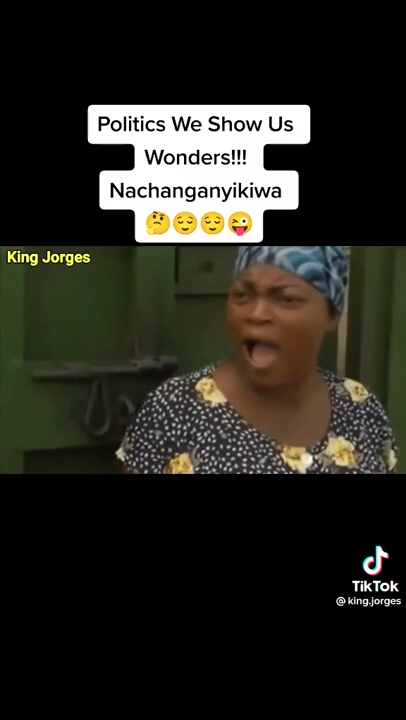 Politics We Show Us
Wonders!!!
Nachanganyikiwa
🤔😌😌😜
King Jorges
TikTok
@king.jorges